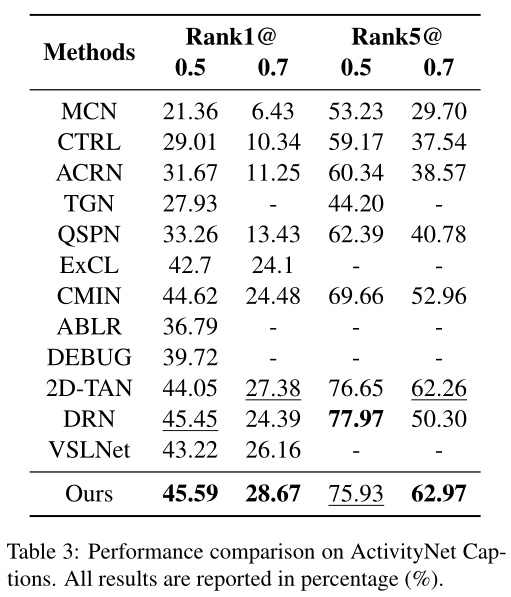 Methods Rank1@ Rank5@
0.5 0.7 0.5 0.7
MCN 21.36 6.43 53.23 29.70
CTRL 29.01 10.34 59.17 37.54
ACRN 31.67 11.25 60.34 38.57
TGN 27.93 - 44.20 -
QSPN 33.26 13.43 62.39 40.78
ExCL 42.7 24.1 - -
CMIN 44.62 24.48 69.66 52.96
ABLR 36.79 - - -
DEBUG 39.72 - - -
2D-TAN 44.05 27.38 76.65 62.26
DRN 45.45 24.39 77.97 50.30
VSLNet 43.22 26.16 - -
Ours 45.59 28.67 75.93 62.97
Table 3: Performance comparison on ActivityNet Cap-
tions. All results are reported in percentage (%).